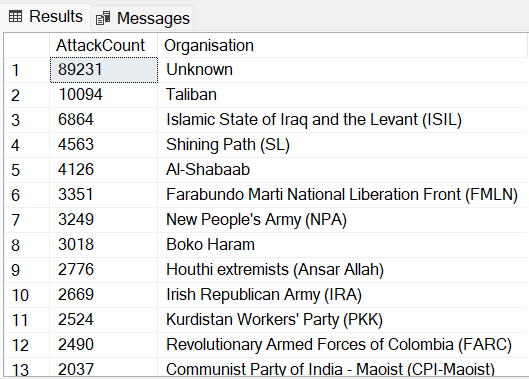 Results Messages
AttackCount Organisation
1 89231 Unknown
2 10094 Taliban
3 6864 Islamic State of Iraq and the Levant (ISIL)
4 4563 Shining Path (SL)
5 4126 Al-Shabaab
6 3351 Farabundo Marti National Liberation Front (FMLN)
7 3249 New People's Army (NPA)
8 3018 Boko Haram
9 2776 Houthi extremists (Ansar Allah)
10 2669 Irish Republican Army (IRA)
11 2524 Kurdistan Workers' Party (PKK)
12 2490 Revolutionary Armed Forces of Colombia (FARC)
13 2037 Communist Party of India - Maoist (CPI-Maoist)